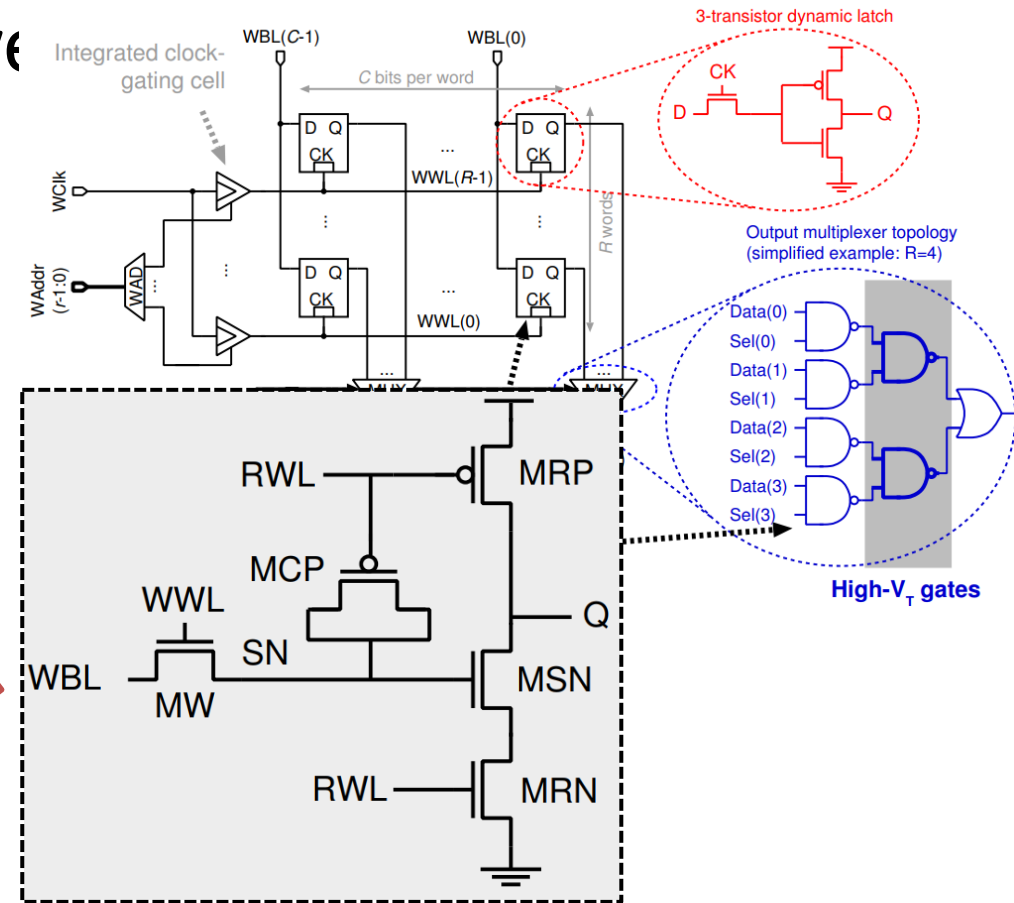 3-transistor dynamic latch
WBL(C-1)
WBL(0)
Integrated clock-
gating cell
C bits per word
CK
D
Q
D Q
CK
...
D Q
CK
WClk
WWL(R-1)
...
...
R words
Output multiplexer topology
(simplified example: R=4)
WAddr
(r-1:0)
WAD
...
...
D Q
CK
...
D Q
CK
WWL(0)
Data(0)
Sel(0)
Data(1)
Sel(1)
Data(2)
Sel(2)
Data(3)
Sel(3)
...
MUX
...
MUX
RWL
MRP
MCP
WWL
SN
Q
WBL
MW
MSN
RWL
MRN
High-VT gates